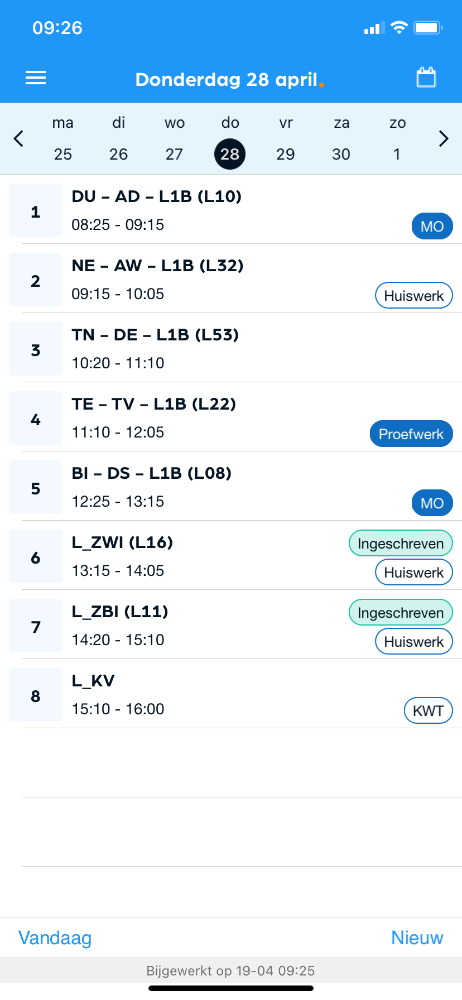 09:26
Donderdag 28 april.
ma di wo do vr za zo
25 26 27 28 29 30 1
1
DU – AD – L1B (L10)
08:25 - 09:15
MO
2
NE – AW – L1B (L32)
09:15 - 10:05
Huiswerk
3
TN – DE – L1B (L53)
10:20 - 11:10
4
TE – TV – L1B (L22)
11:10 - 12:05
Proefwerk
5
BI – DS – L1B (L08)
12:25 - 13:15
MO
6
L_ZWI (L16)
Ingeschreven
13:15 - 14:05
Huiswerk
7
L_ZBI (L11)
Ingeschreven
14:20 - 15:10
Huiswerk
8
L_KV
15:10 - 16:00
KWT
Vandaag
Nieuw
Bijgewerkt op 19-04 09:25